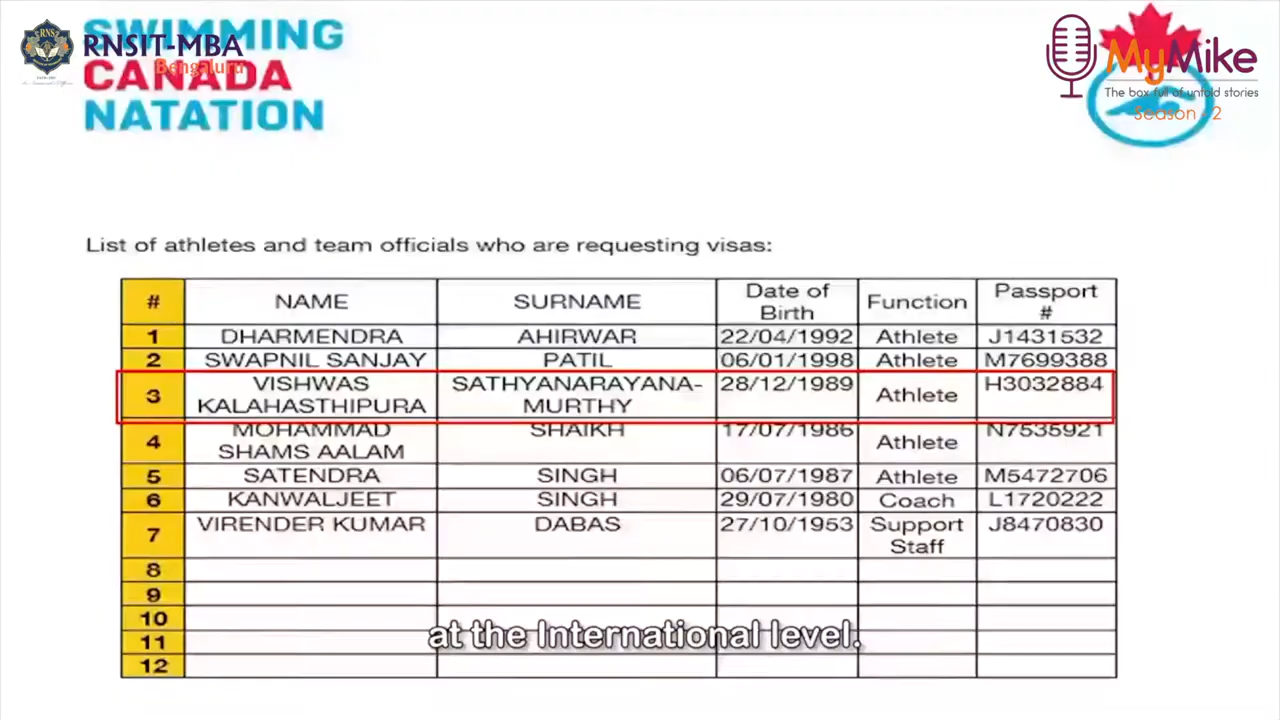 SWIMMING
CANADA
NATATION
RNSIT-MBA
Bengaluru
MyMike
The box full of untold stories
Season
2
List of athletes and team officials who are requesting visas:
# NAME SURNAME Date of Birth Function Passport #
1 DHARMENDRA AHIRWAR 22/04/1992 Athlete J1431532
2 SWAPNIL SANJAY PATIL 06/01/1998 Athlete M7699388
3 VISHWAS KALAHASTHIPURA SATHYANARAYANA-MURTHY 28/12/1989 Athlete H3032884
4 MOHAMMAD SHAMS AALAM SHAIKH 17/07/1986 Athlete N7535921
5 SATENDRA SINGH 06/07/1987 Athlete M5472706
6 KANWALJEET SINGH 29/07/1980 Coach L1720222
7 VIRENDER KUMAR DABAS 27/10/1953 Support Staff J8470830
8
9
10
11
12
at the International level.